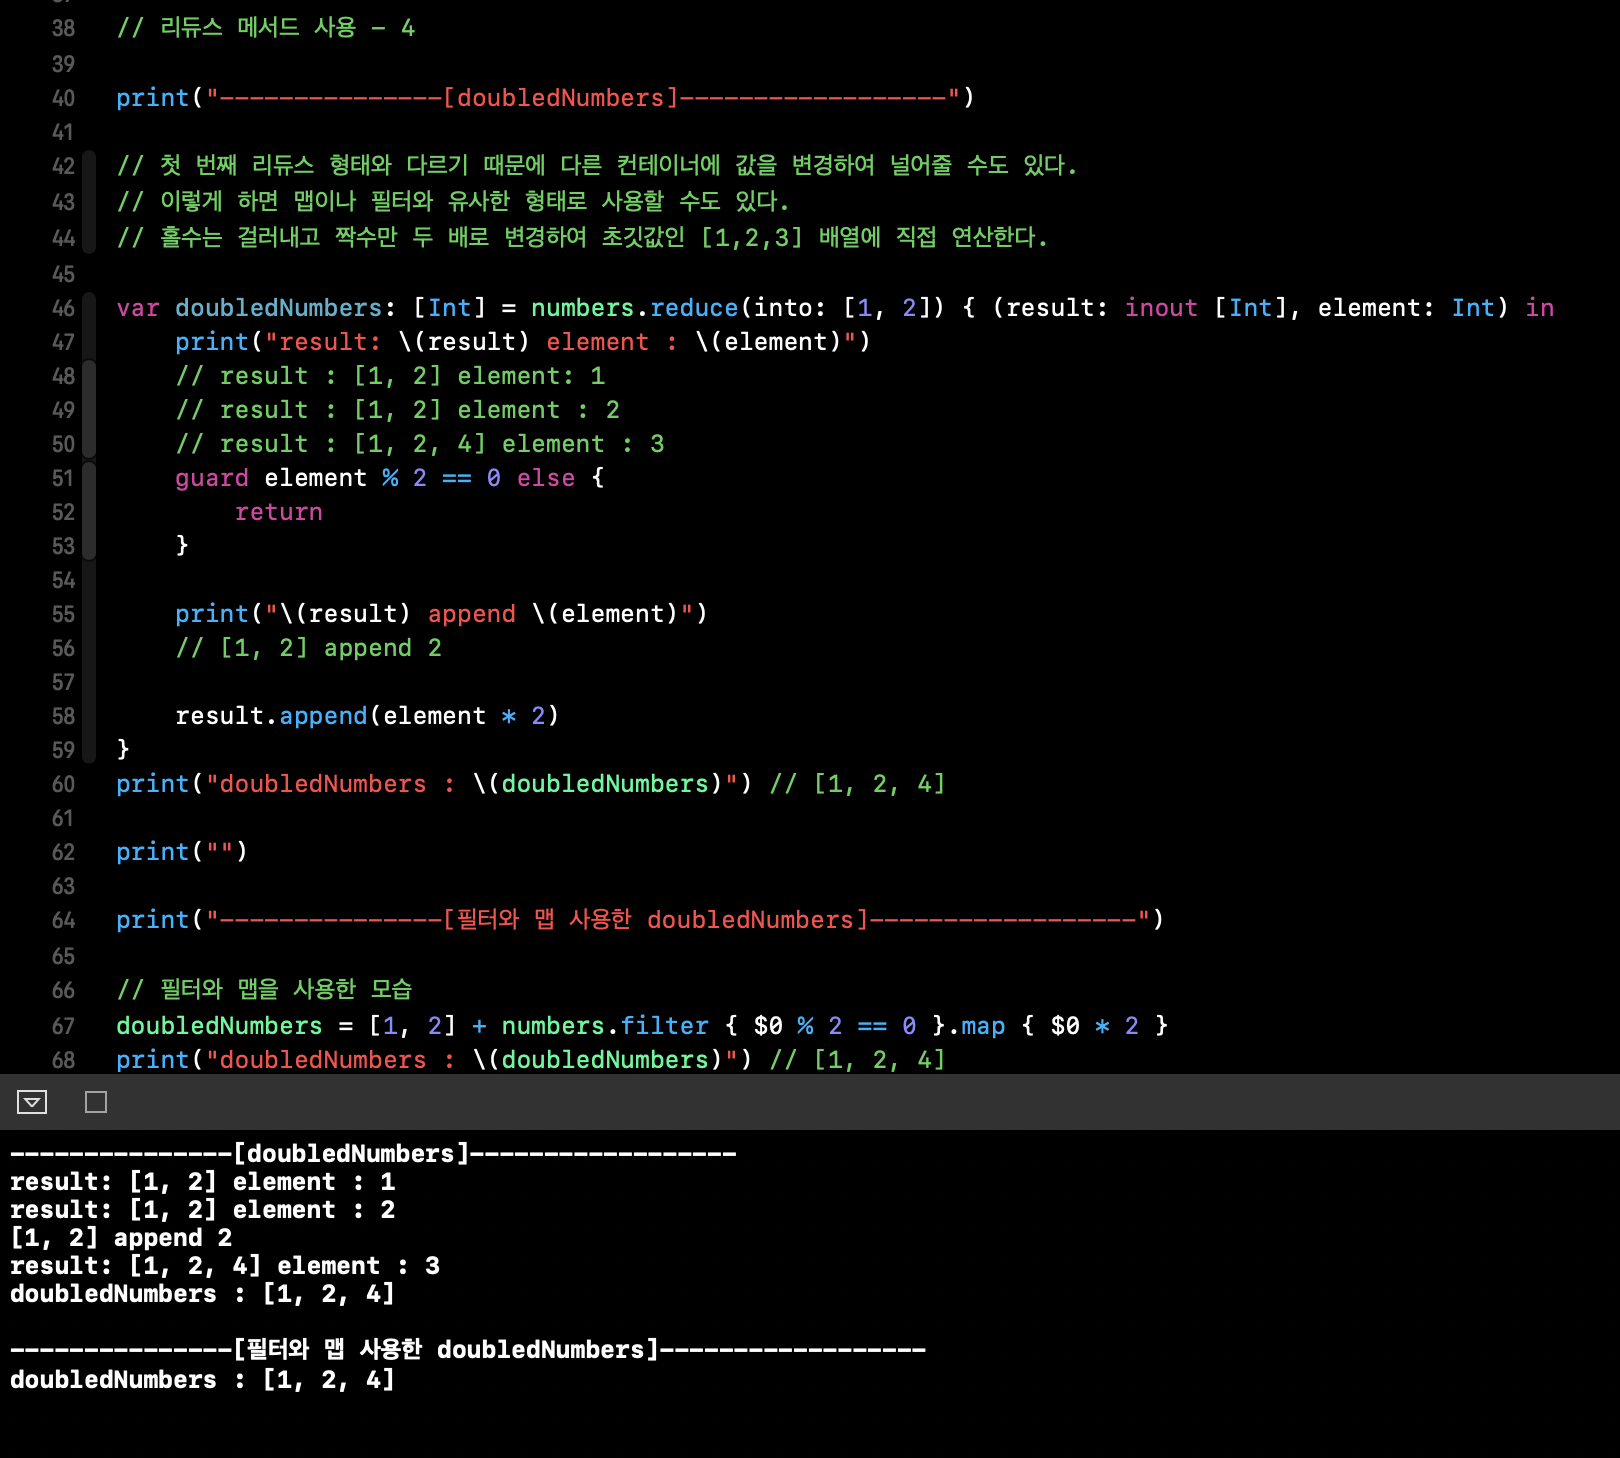 38 // 리듀스 메서드 사용 - 4
39
40 print("---------------[doubledNumbers]------------------")
41
42 // 첫 번째 리듀스 형태와 다르기 때문에 다른 컨테이너에 값을 변경하여 널어줄 수도 있다.
43 // 이렇게 하면 맵이나 필터와 유사한 형태로 사용할 수도 있다.
44 // 홀수는 걸러내고 짝수만 두 배로 변경하여 초깃값인 [1,2,3] 배열에 직접 연산한다.
45
46 var doubledNumbers: [Int] = numbers.reduce(into: [1, 2]) { (result: inout [Int], element: Int) in
47     print("result: \(result) element : \(element)")
48     // result : [1, 2] element: 1
49     // result : [1, 2] element : 2
50     // result : [1, 2, 4] element : 3
51     guard element % 2 == 0 else {
52         return
53     }
54
55     print("\(result) append \(element)")
56     // [1, 2] append 2
57
58     result.append(element * 2)
59 }
60 print("doubledNumbers : \(doubledNumbers)") // [1, 2, 4]
61
62 print("")
63
64 print("---------------[필터와 맵 사용한 doubledNumbers]------------------")
65
66 // 필터와 맵을 사용한 모습
67 doubledNumbers = [1, 2] + numbers.filter { $0 % 2 == 0 }.map { $0 * 2 }
68 print("doubledNumbers : \(doubledNumbers)") // [1, 2, 4]
---------------[doubledNumbers]------------------
result: [1, 2] element : 1
result: [1, 2] element : 2
[1, 2] append 2
result: [1, 2, 4] element : 3
doubledNumbers : [1, 2, 4]

---------------[필터와 맵 사용한 doubledNumbers]------------------
doubledNumbers : [1, 2, 4]